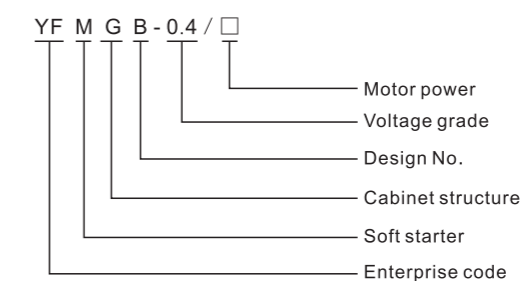 YF M G B - 0.4 / □
Motor power
Voltage grade
Design No.
Cabinet structure
Soft starter
Enterprise code